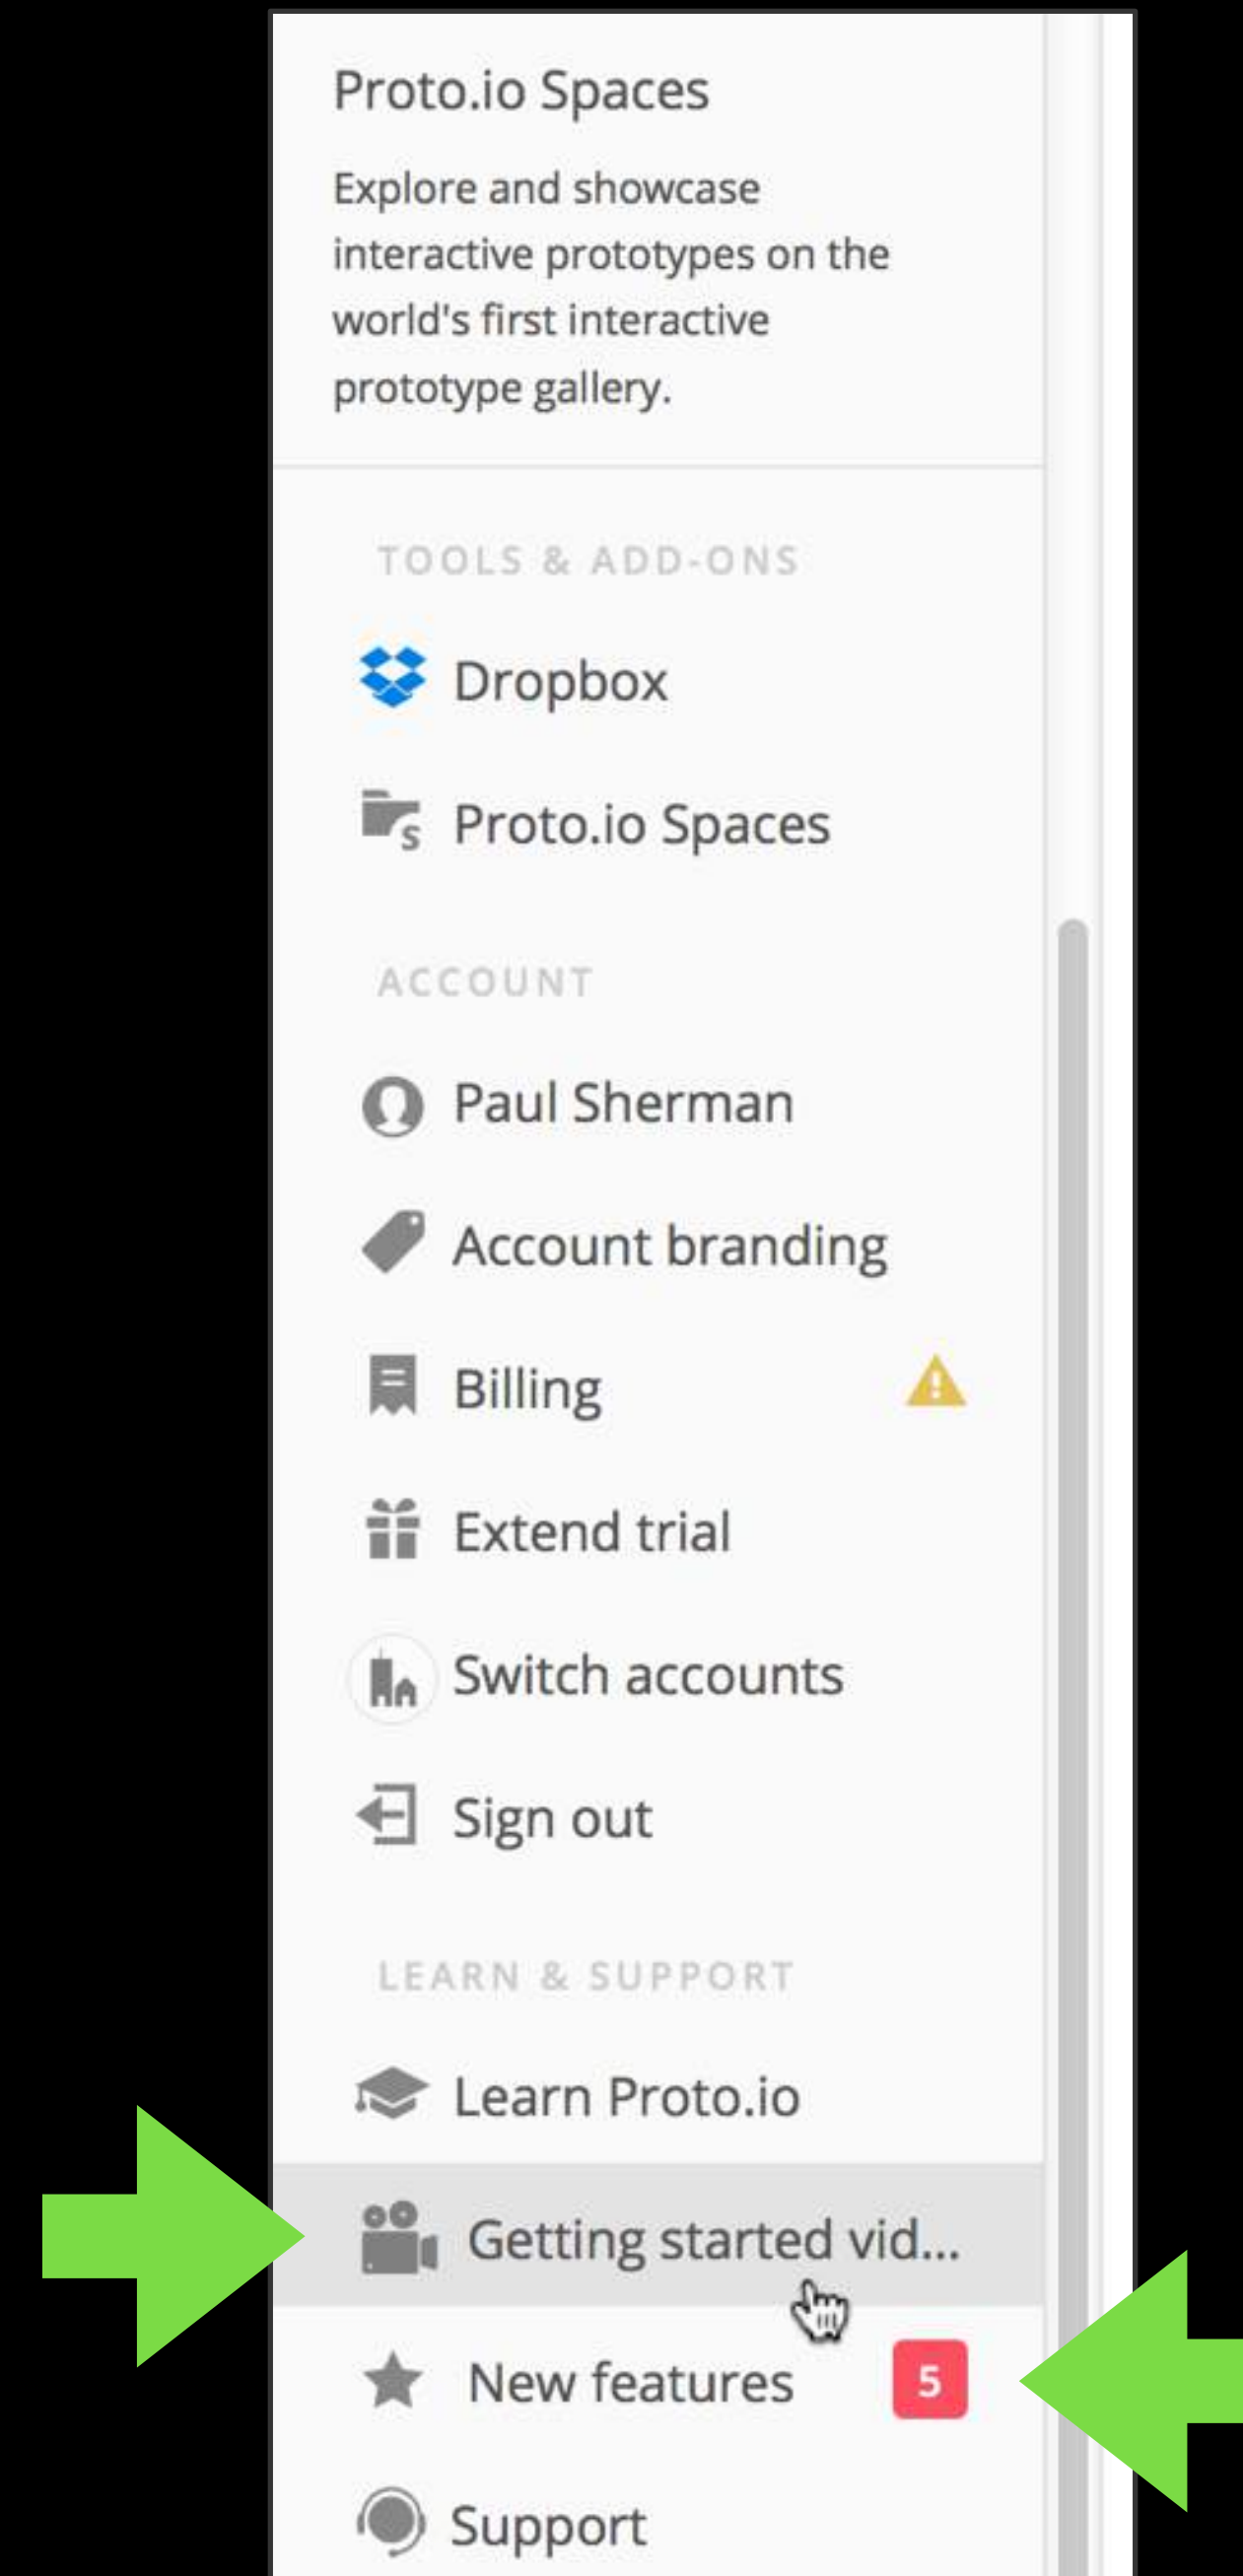 Proto.io Spaces
Explore and showcase
interactive prototypes on the
world's first interactive
prototype gallery.
TOOLS & ADD-ONS
Dropbox
Proto.io Spaces
ACCOUNT
Paul Sherman
Account branding
Billing
Extend trial
Switch accounts
Sign out
LEARN & SUPPORT
Learn Proto.io
Getting started vid...
New features 5
Support